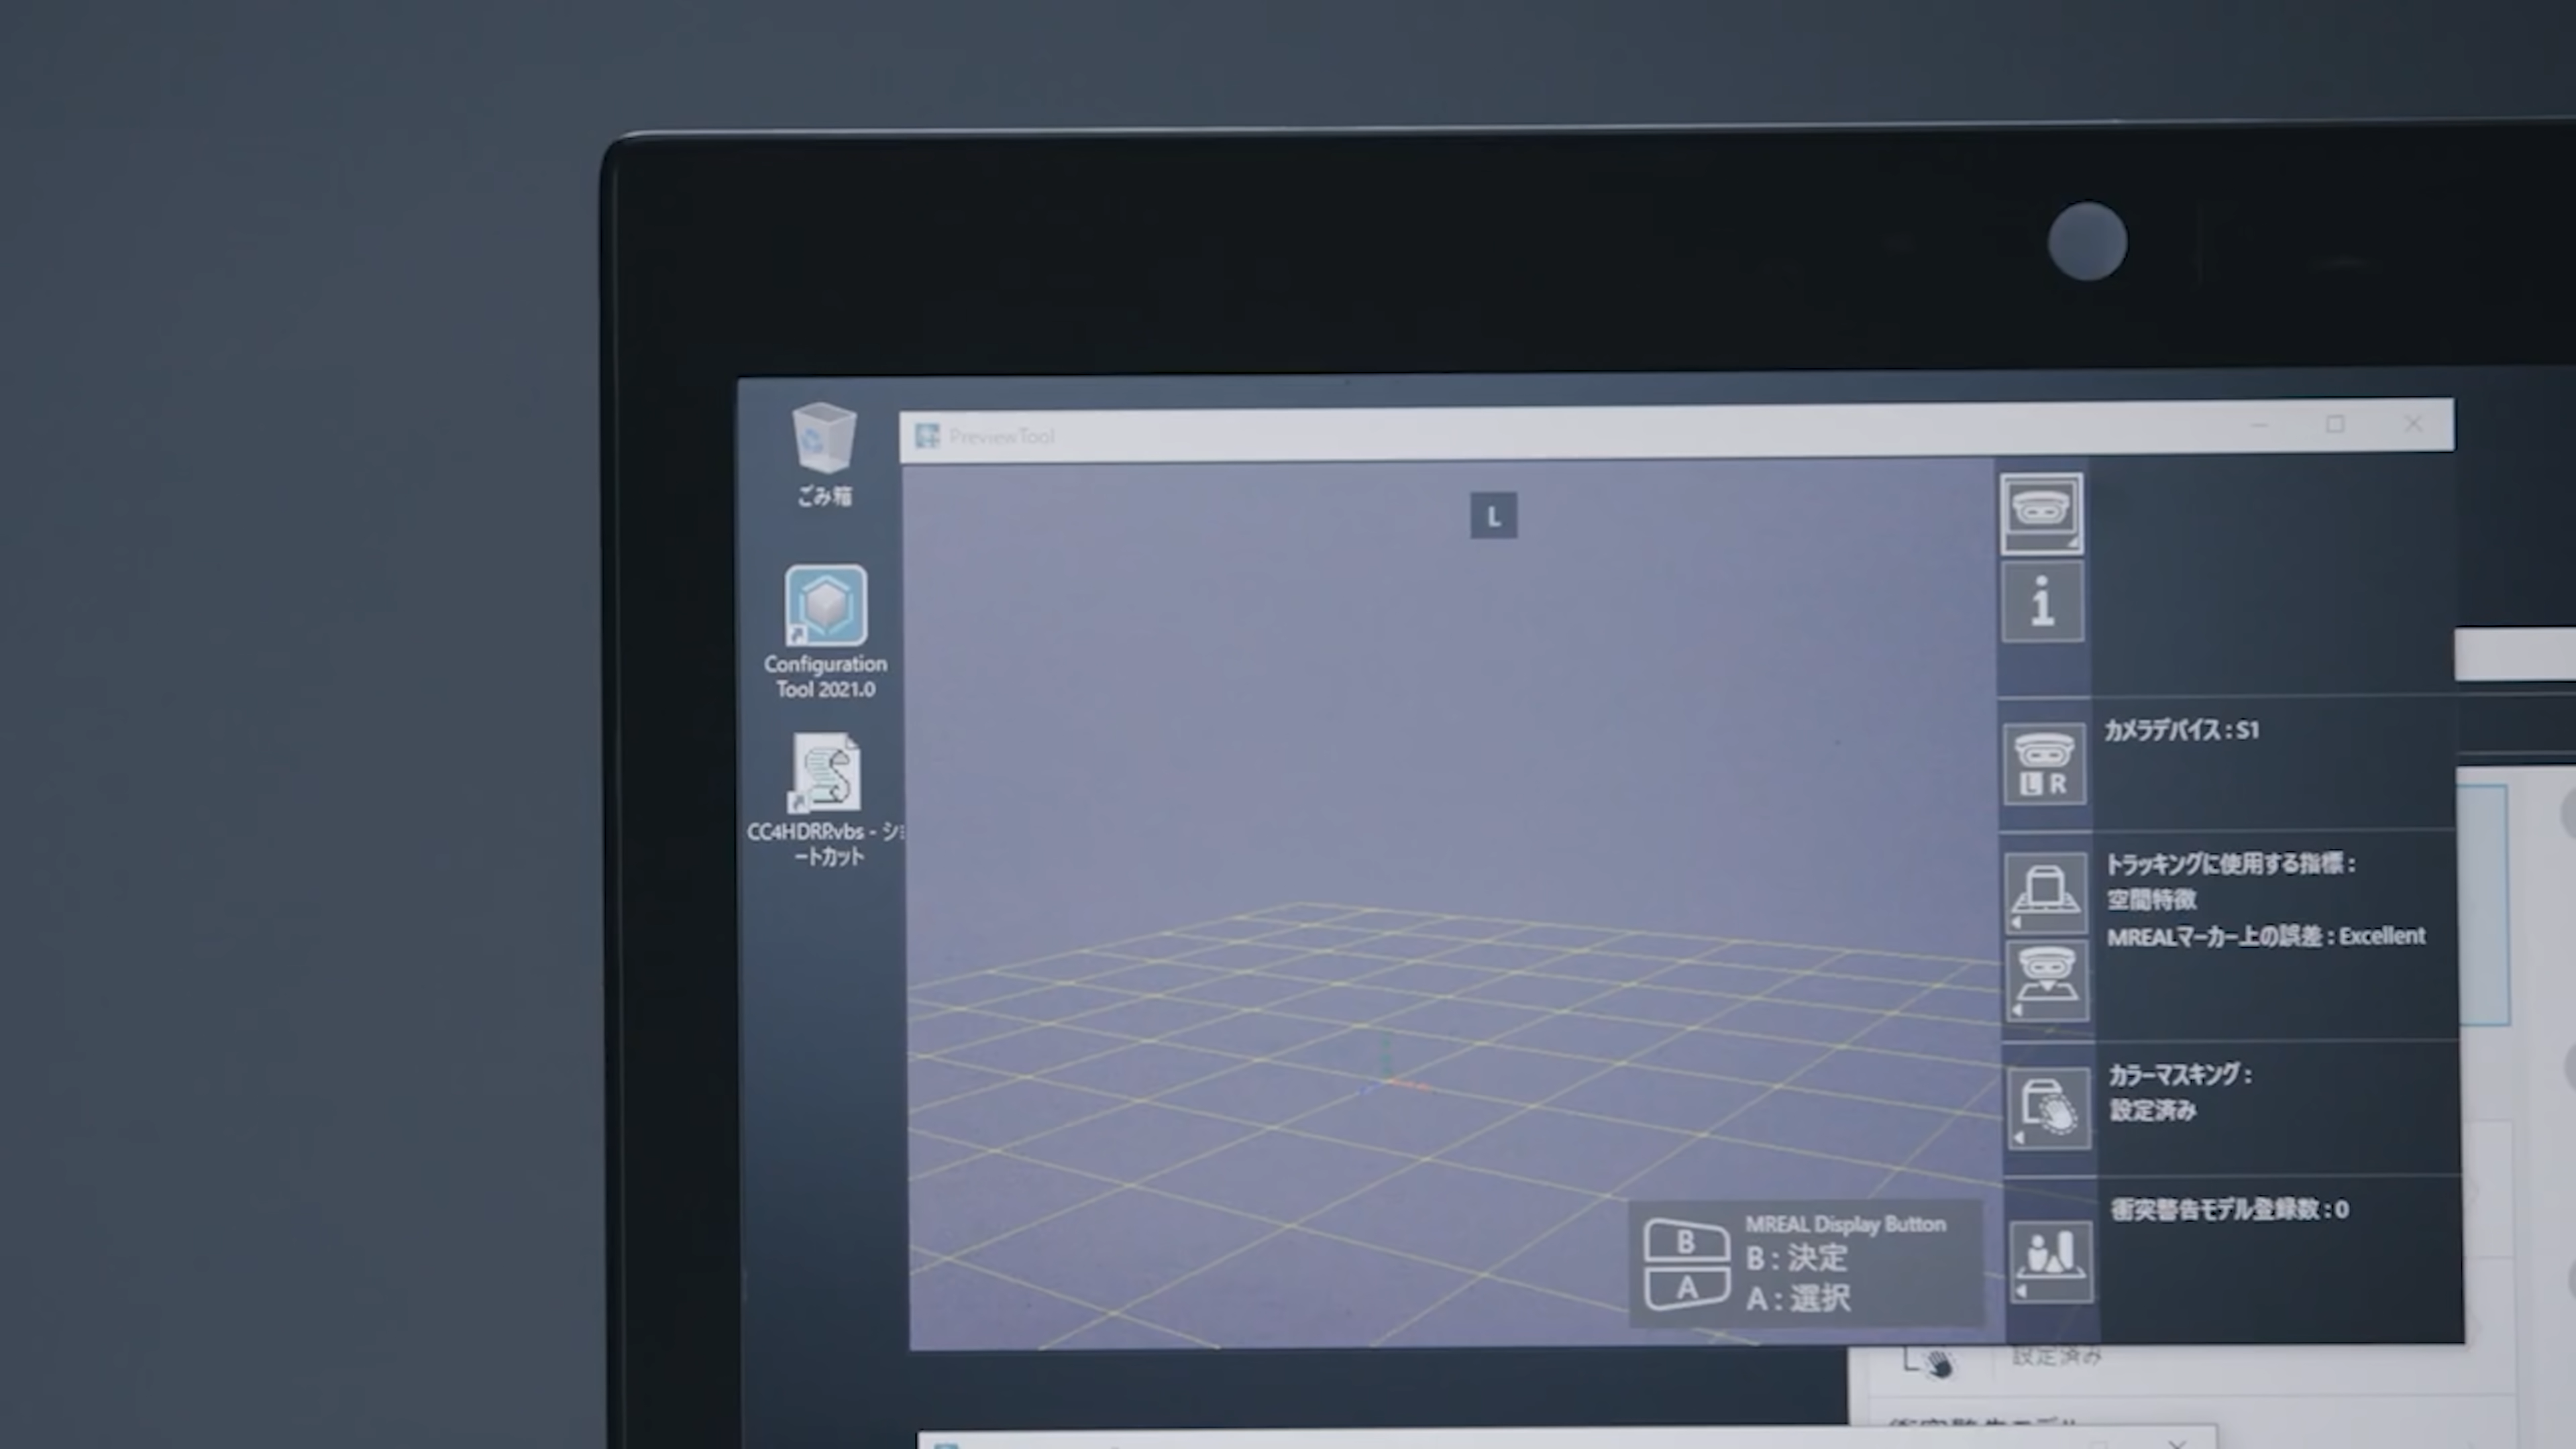 ごみ箱
Configuration
Tool 2021.0
CC4HDRP.vbs - ショ
ートカット
PreviewTool
L
L R
カメラデバイス : S1
トラッキングに使用する指標 :
空間特徴
MREALマーカー上の誤差 : Excellent
カラーマスキング :
設定済み
衝突警告モデル登録数 : 0
MREAL Display Button
B
B : 決定
A
A : 選択
設定済み